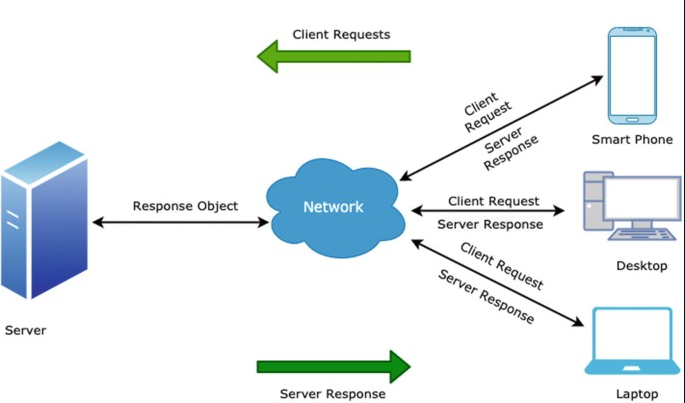 Client Requests
Client
Request
Server
Response
Smart Phone
Response Object
Network
Client Request
Server Response
Client Request
Server Response
Desktop
Server
Server Response
Laptop